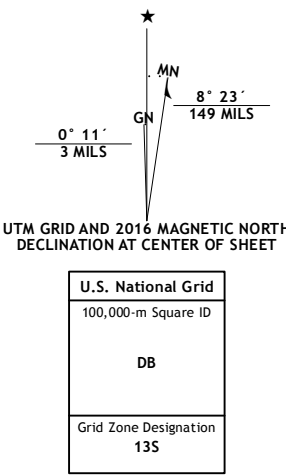 MN
GN
8° 23´
149 MILS
0° 11´
3 MILS
UTM GRID AND 2016 MAGNETIC NORTH
DECLINATION AT CENTER OF SHEET
U.S. National Grid
100,000-m Square ID
DB
Grid Zone Designation
13S